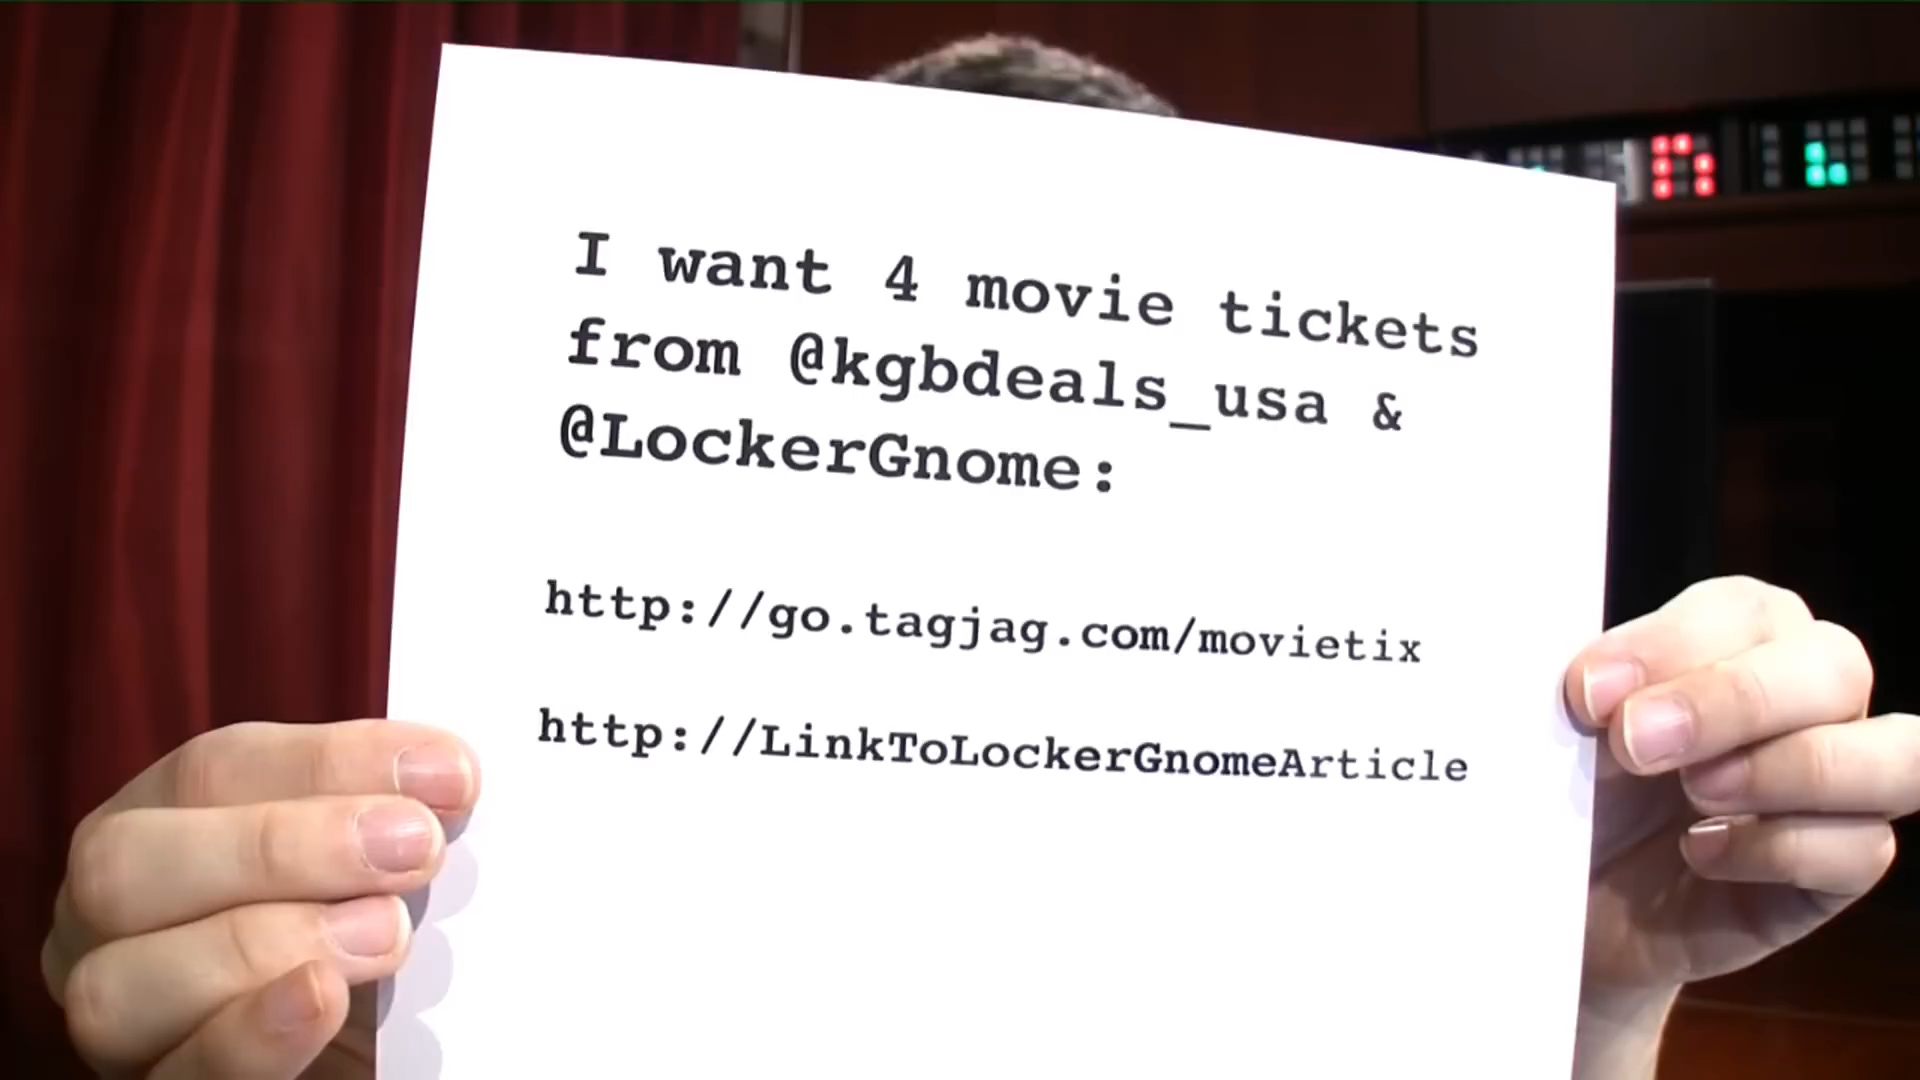 I want 4 movie tickets
from @kgbdeals_usa &
@LockerGnome:
http://go.tagjag.com/movietix
http://LinkToLockerGnomeArticle